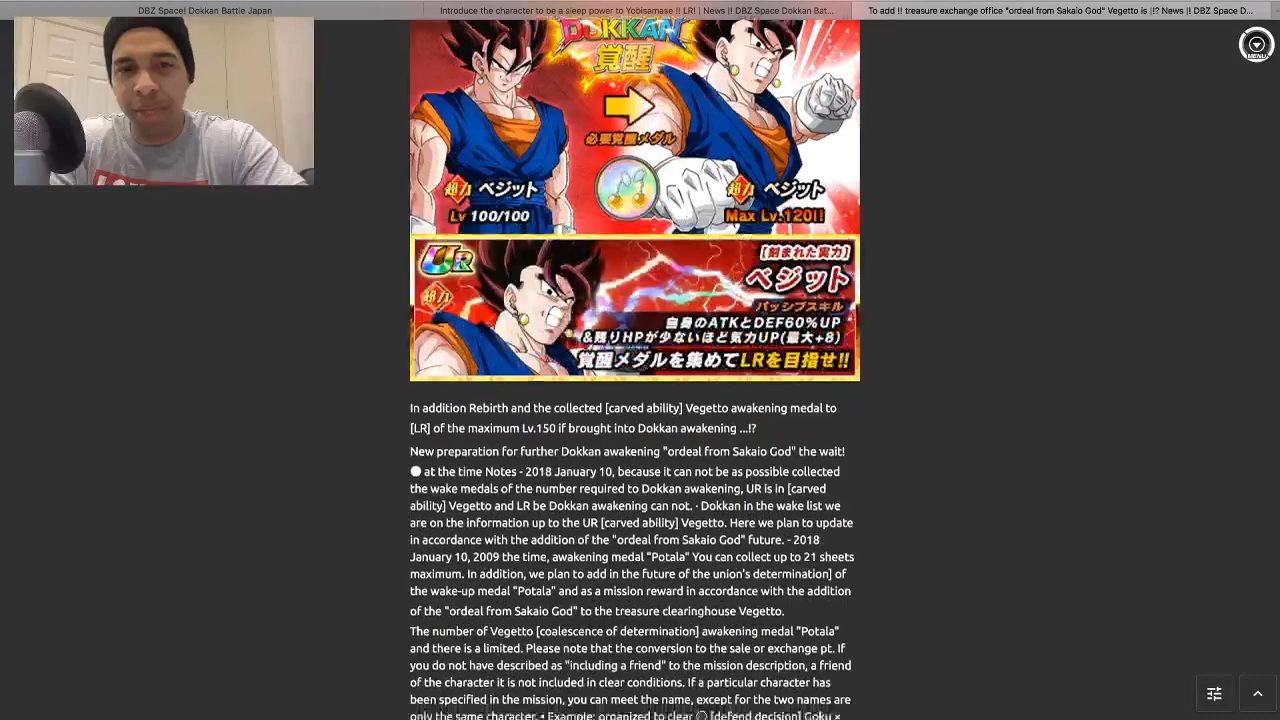 DBZ Space! Dokkan Battle Japan
Introduce the character to be a sleep power to Yobisamase !! LR! | News |! DBZ Space Dokkan Bat...
To add !! treasure exchange office "ordeal from Sakaio God" Vegetto is |!? News |! DBZ Space D...
MENU
DOKKAN
覚醒
必要覚醒メダル
超力 ベジット
Lv 100/100
超力 ベジット
Max Lv.120!!
UR
超力
[刻まれた実力]
ベジット
パッシブスキル
自身のATKとDEF60%UP
&残りHPが少ないほど気力UP(最大+8)
覚醒メダルを集めてLRを目指せ!!
In addition Rebirth and the collected [carved ability] Vegetto awakening medal to
[LR] of the maximum Lv.150 if brought into Dokkan awakening ...!?
New preparation for further Dokkan awakening "ordeal from Sakaio God" the wait!
● at the time Notes - 2018 January 10, because it can not be as possible collected
the wake medals of the number required to Dokkan awakening, UR is in [carved
ability] Vegetto and LR be Dokkan awakening can not. · Dokkan in the wake list we
are on the information up to the UR [carved ability] Vegetto. Here we plan to update
in accordance with the addition of the "ordeal from Sakaio God" future. - 2018
January 10, 2009 the time, awakening medal "Potala" You can collect up to 21 sheets
maximum. In addition, we plan to add in the future of the union's determination] of
the wake-up medal "Potala" and as a mission reward in accordance with the addition
of the "ordeal from Sakaio God" to the treasure clearinghouse Vegetto.
The number of Vegetto [coalescence of determination] awakening medal "Potala"
and there is a limited. Please note that the conversion to the sale or exchange pt. If
you do not have described as "including a friend" to the mission description, a friend
of the character it is not included in clear conditions. If a particular character has
been specified in the mission, you can meet the name, except for the two names are
only the same character. • Example: organized to clear ○ [defend decision] Goku ×